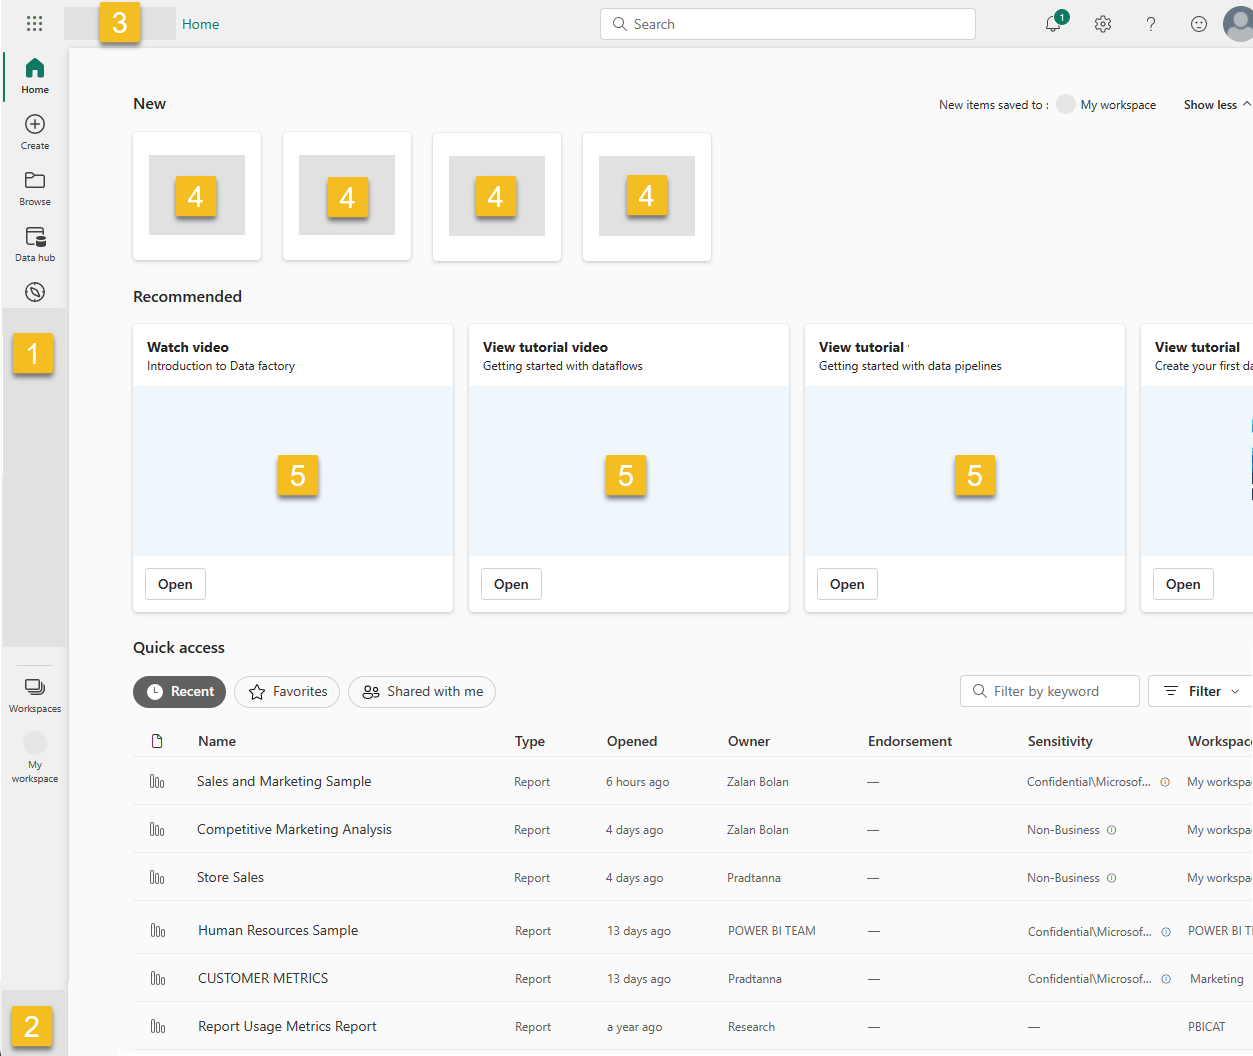 3
Home
Search
1
Home
Create
Browse
Data hub
1
Workspaces
My
workspace
2
New
New items saved to :
My workspace
Show less
4
4
4
4
Recommended
Watch video
Introduction to Data factory
5
Open
View tutorial video
Getting started with dataflows
5
Open
View tutorial
Getting started with data pipelines
5
Open
View tutorial
Create your first da
Open
Quick access
Recent
Favorites
Shared with me
Filter by keyword
Filter
Name Type Opened Owner Endorsement Sensitivity Workspac
Sales and Marketing Sample Report 6 hours ago Zalan Bolan — Confidential\Microsof... My workspa
Competitive Marketing Analysis Report 4 days ago Zalan Bolan — Non-Business My workspa
Store Sales Report 4 days ago Pradtanna — Non-Business My workspa
Human Resources Sample Report 13 days ago POWER BI TEAM — Confidential\Microsof... POWER BI T
CUSTOMER METRICS Report 13 days ago Pradtanna — Confidential\Microsof... Marketing
Report Usage Metrics Report Report a year ago Research — — PBICAT